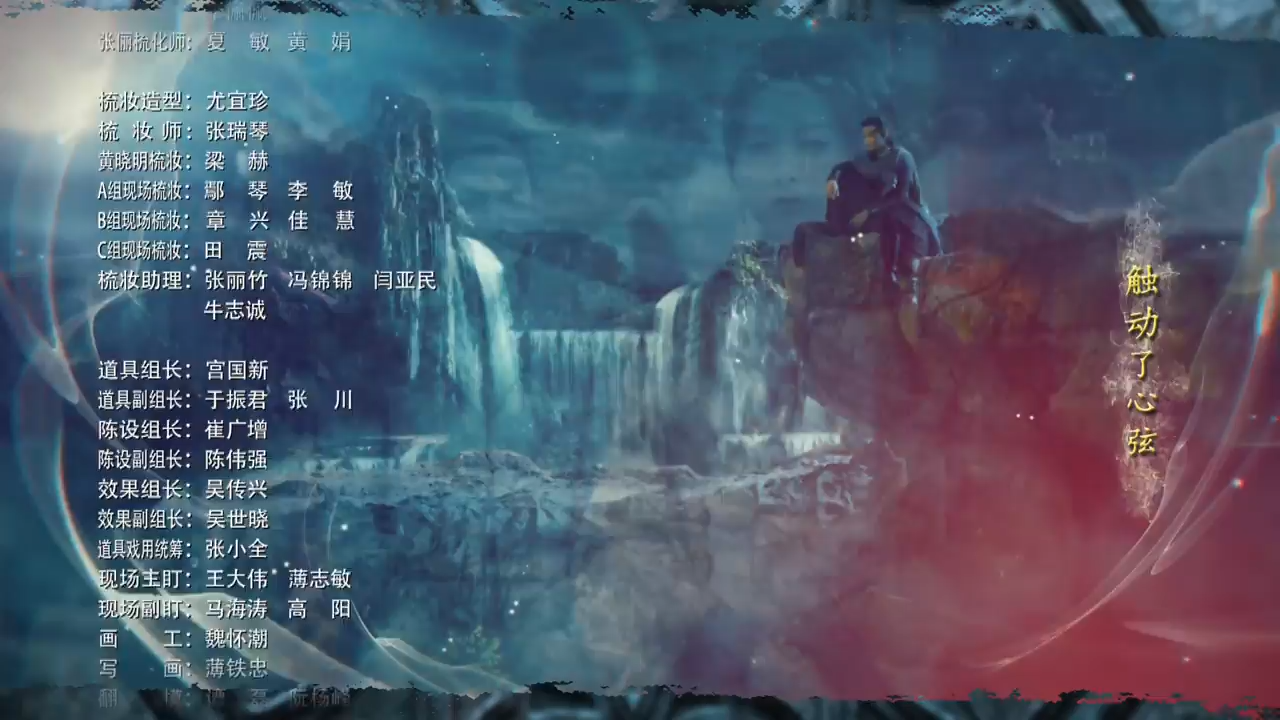 张俪梳化师：夏　敏　黄　娟
梳妆造型：尤宜珍
梳 妆 师：张瑞琴
黄晓明梳妆：梁　赫
A组现场梳妆：鄢　琴　李　敏
B组现场梳妆：章　兴　佳　慧
C组现场梳妆：田　震
梳妆助理：张丽竹　冯锦锦　闫亚民
牛志诚
道具组长：宫国新
道具副组长：于振君　张　川
陈设组长：崔广增
陈设副组长：陈伟强
效果组长：吴传兴
效果副组长：吴世晓
道具戏用统筹：张小全
现场主盯：王大伟　薄志敏
现场副盯：马海涛　高　阳
画　　工：魏怀潮
写　　画：薄铁忠
触动了心弦